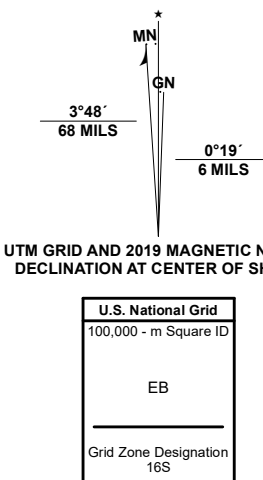 MN
GN
3°48´
68 MILS
0°19´
6 MILS
UTM GRID AND 2019 MAGNETIC N
DECLINATION AT CENTER OF SH
U.S. National Grid
100,000 - m Square ID
EB
Grid Zone Designation
16S